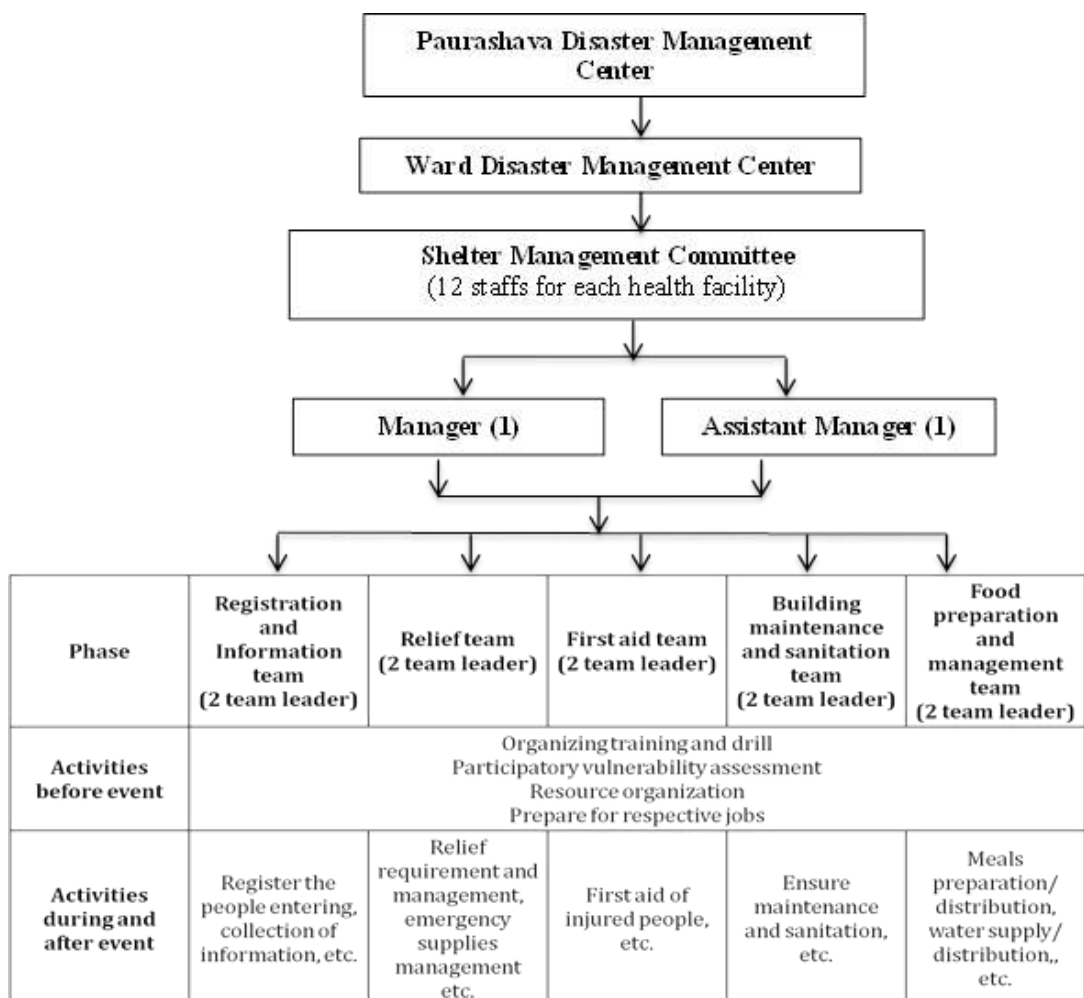 Paurashava Disaster Management
Center
Ward Disaster Management Center
Shelter Management Committee
(12 staffs for each health facility)
Manager (1)
Assistant Manager (1)
Phase
Registration
and
Information
team
(2 team leader)
Relief team
(2 team leader)
First aid team
(2 team leader)
Building
maintenance
and sanitation
team
(2 team leader)
Food
preparation
and
management
team
(2 team leader)
Activities
before event
Organizing training and drill
Participatory vulnerability assessment
Resource organization
Prepare for respective jobs
Activities
during and
after event
Register the
people entering,
collection of
information, etc.
Relief
requirement and
management,
emergency
supplies
management
etc.
First aid of
injured people,
etc.
Ensure
maintenance
and sanitation,
etc.
Meals
preparation/
distribution,
water supply/
distribution,,
etc.